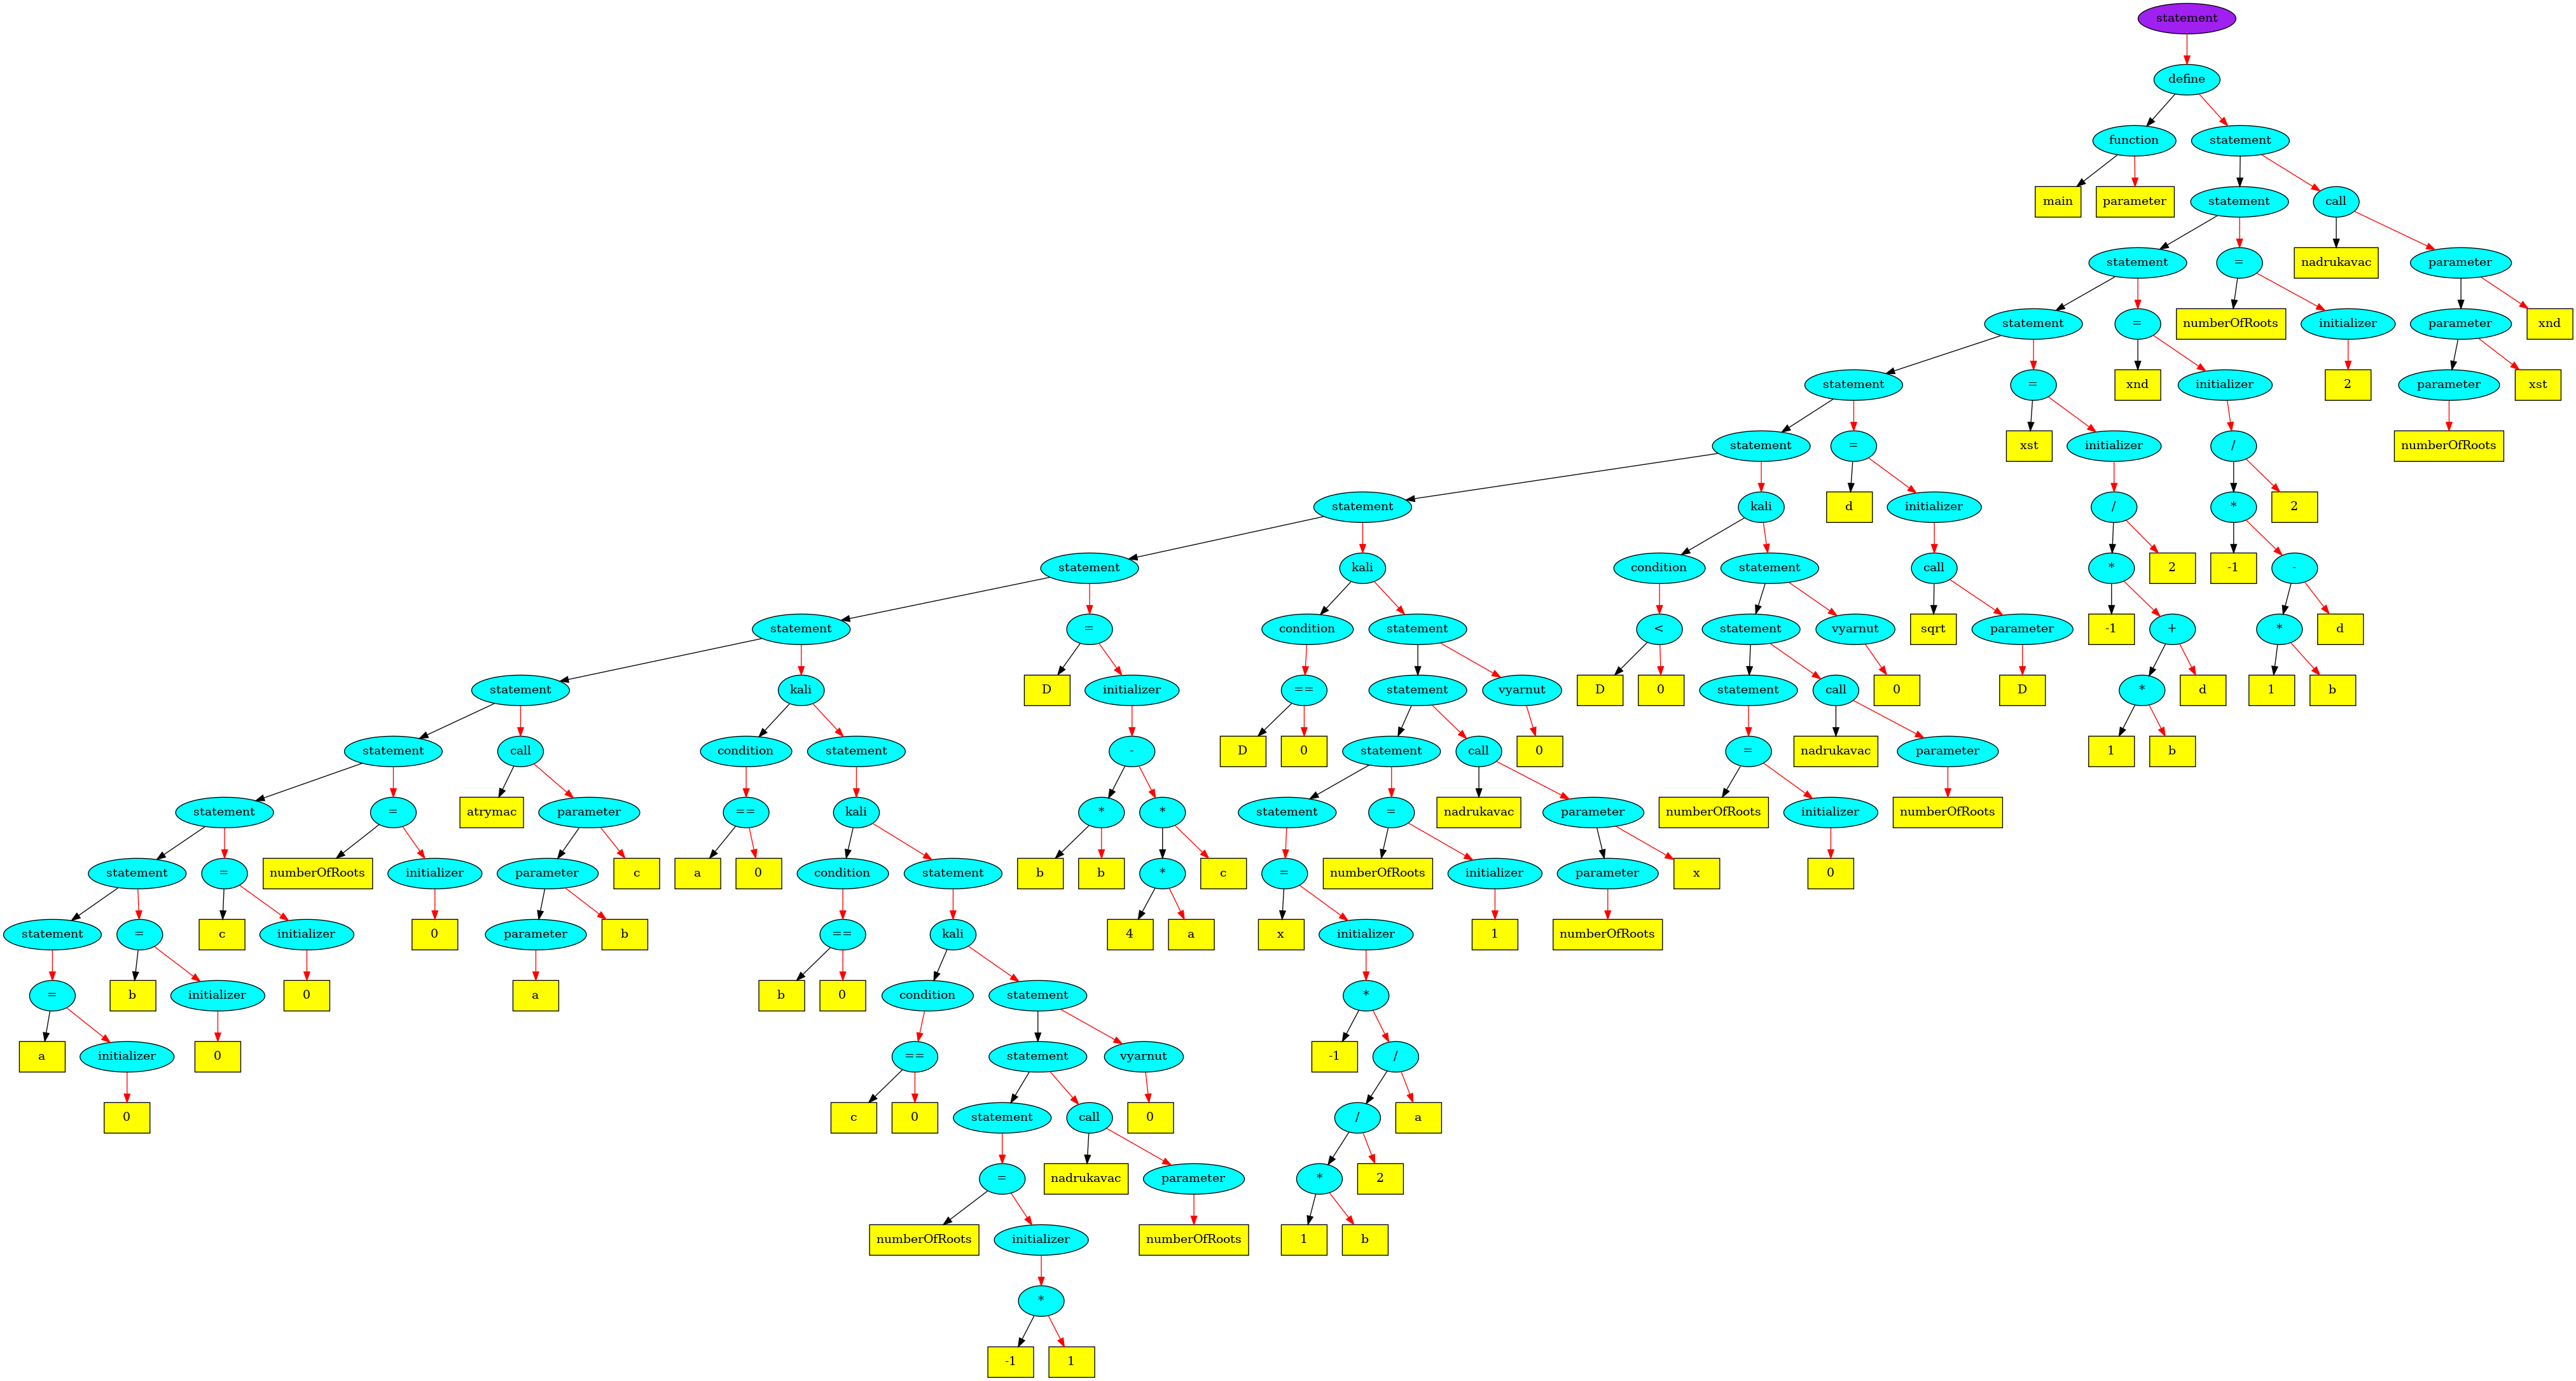 statement
define
function statement
main parameter statement call
statement = nadrukavac parameter
statement = numberOfRoots initializer parameter xnd
statement = xnd initializer 2 parameter xst
statement = xst initializer / numberOfRoots
statement kali d initializer / * 2
statement kali condition statement call * 2 -1 -
statement = condition statement < statement vyarnut sqrt parameter -1 + * d
statement kali D initializer == statement vyarnut D 0 statement call 0 D * d 1 b
statement = call condition statement - D 0 statement call 0 = nadrukavac parameter 1 b
statement = atrymac parameter == kali * * statement = nadrukavac parameter numberOfRoots initializer numberOfRoots
statement = numberOfRoots initializer parameter c a 0 condition statement b b * c = numberOfRoots initializer parameter x 0
statement = c initializer 0 parameter b == kali 4 a x initializer 1 numberOfRoots
= b initializer 0 a b 0 condition statement *
a initializer 0 == statement vyarnut -1 /
0 c 0 statement call 0 / a
= nadrukavac parameter * 2
numberOfRoots initializer numberOfRoots 1 b
*
-1 1